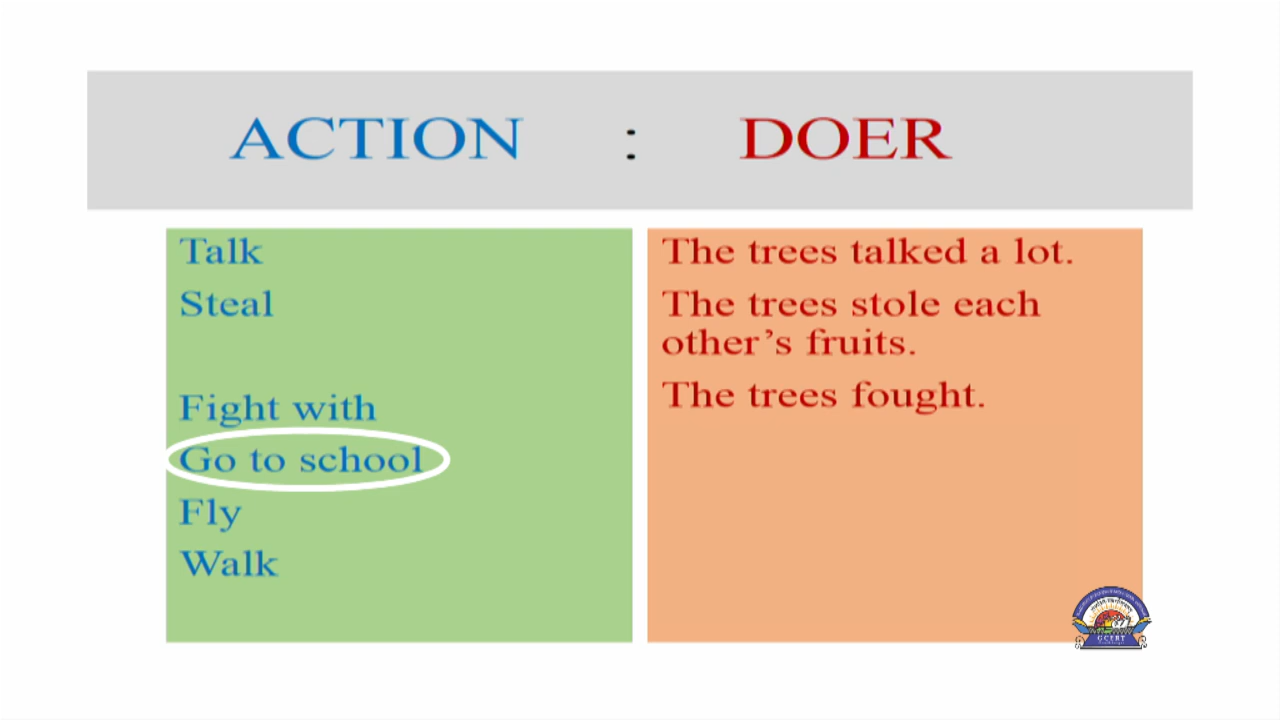 ACTION : DOER
Talk
Steal
Fight with
Go to school
Fly
Walk
The trees talked a lot.
The trees stole each
other's fruits.
The trees fought.
GCERT